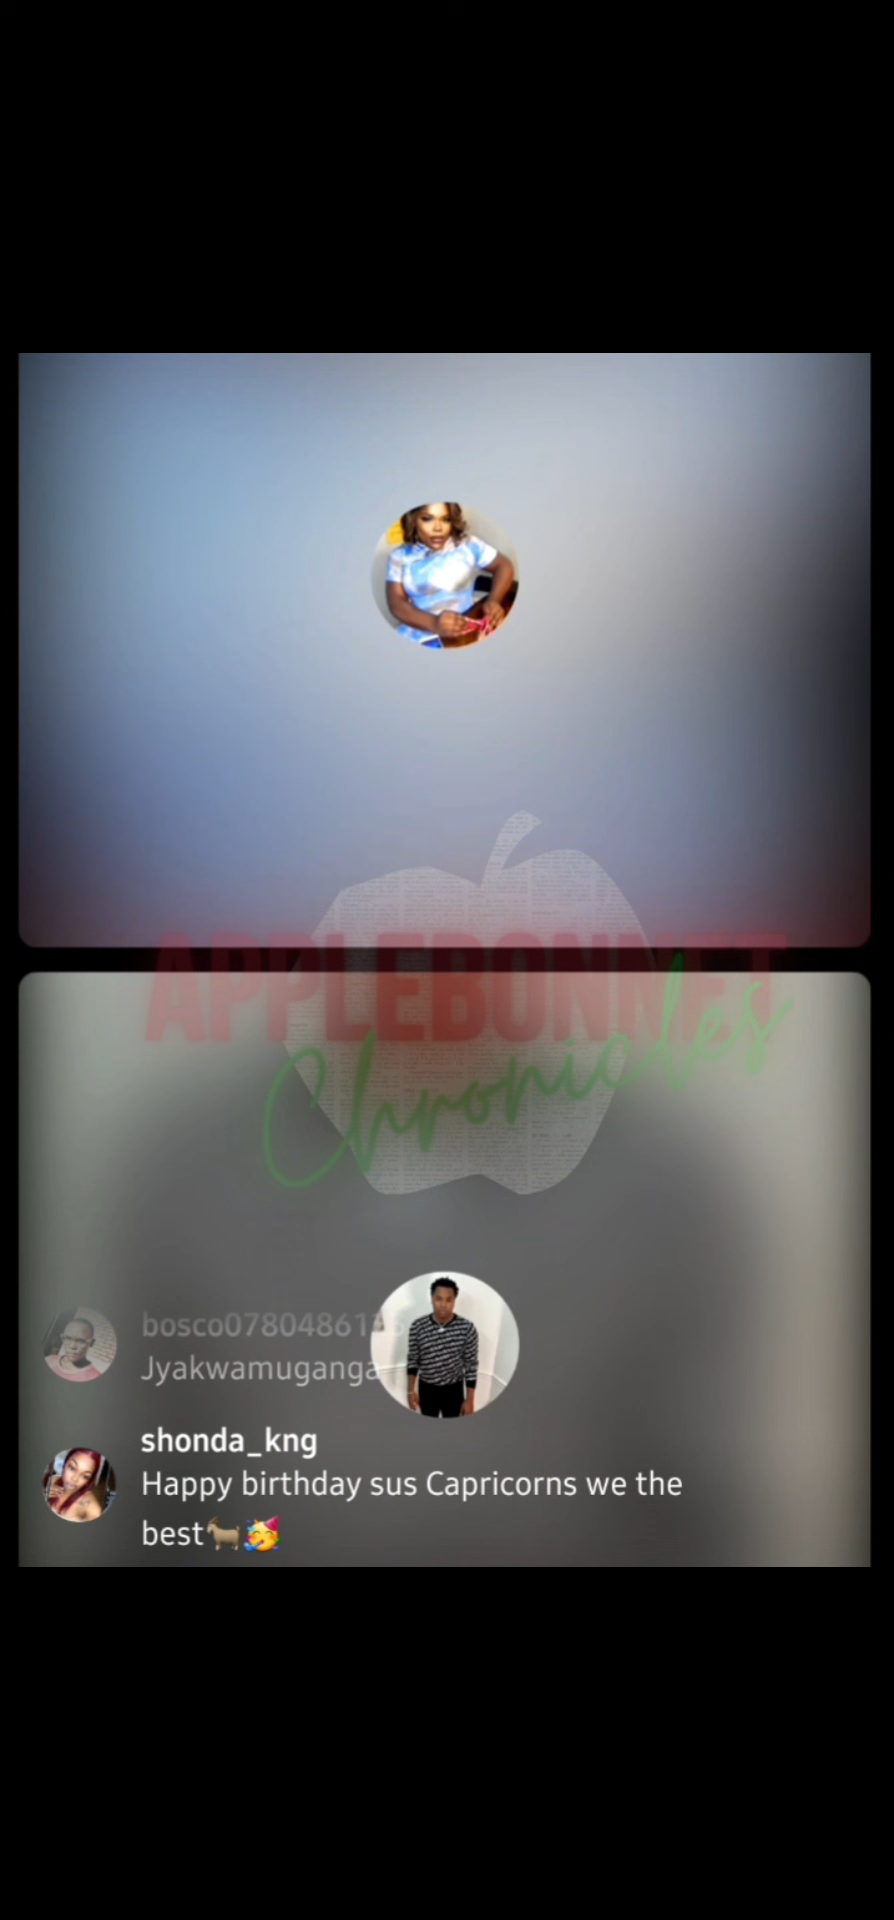 APPLEBONNET
Chronicles
Jyakwamuganga
shonda_kng
Happy birthday sus Capricorns we the
best🐐🥳